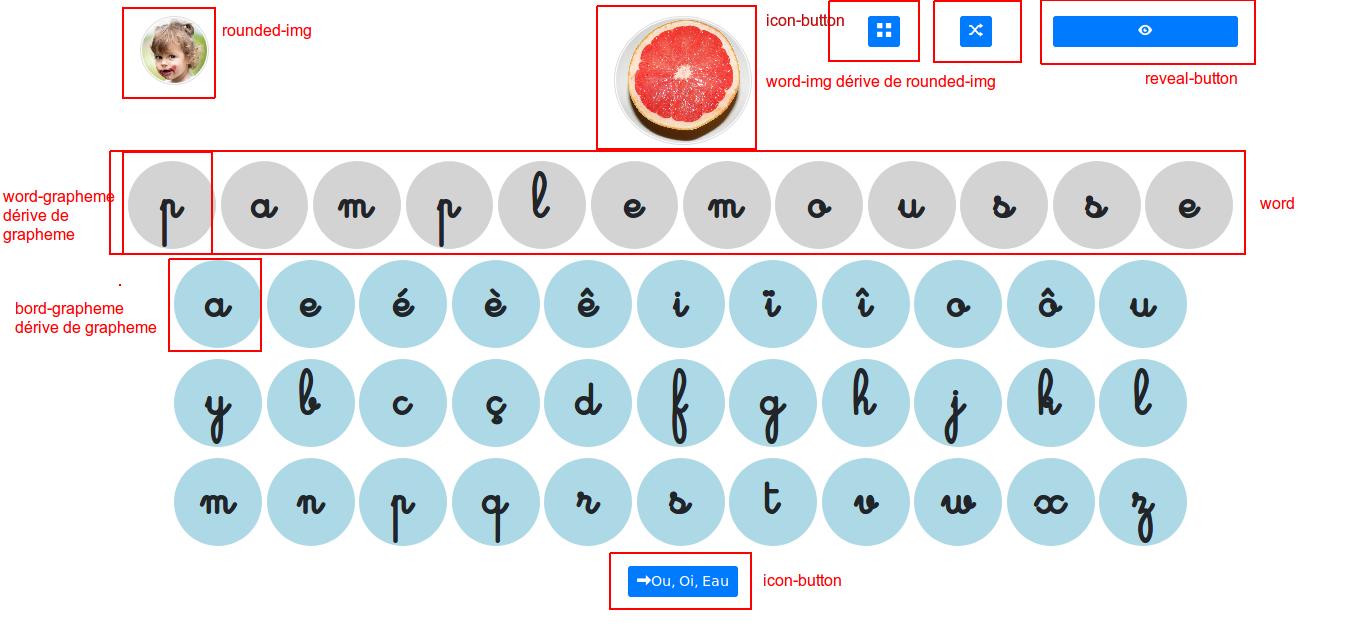 rounded-img
icon-button
word-img dérive de rounded-img
reveal-button
word-grapheme
dérive de
grapheme
p a m p l e m o u s s e
word
bord-grapheme
dérive de grapheme
a e é è ê i ï î o ô u
y b c ç d f g h j k l
m n p q r s t v w x z
Ou, Oi, Eau
icon-button